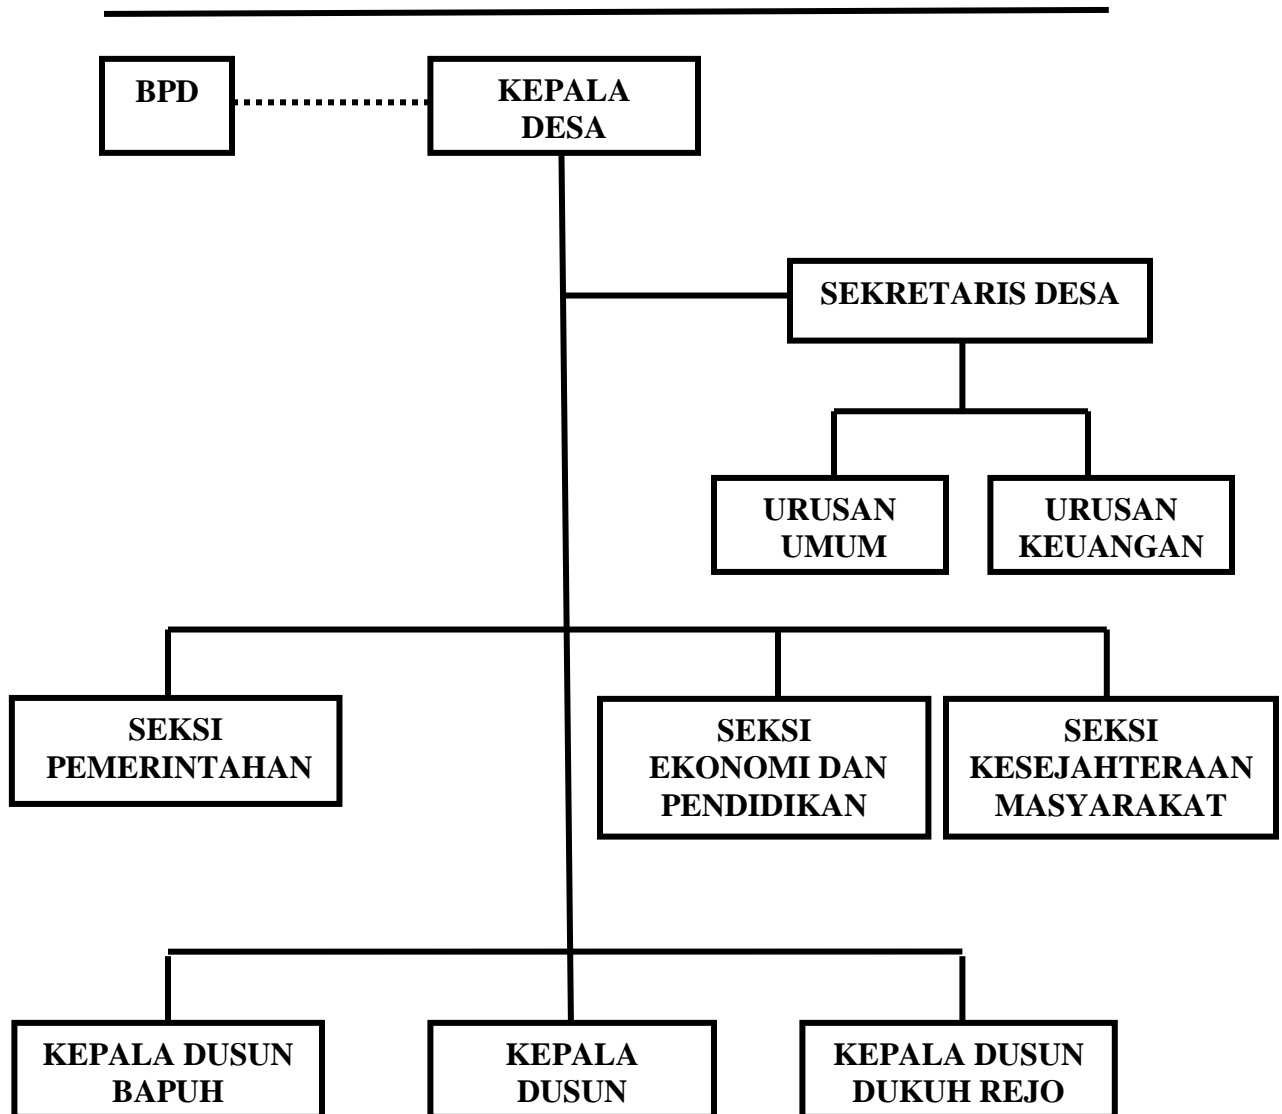 BPD
KEPALA
DESA
SEKRETARIS DESA
URUSAN
UMUM
URUSAN
KEUANGAN
SEKSI
PEMERINTAHAN
SEKSI
EKONOMI DAN
PENDIDIKAN
SEKSI
KESEJAHTERAAN
MASYARAKAT
KEPALA DUSUN
BAPUH
KEPALA
DUSUN
KEPALA DUSUN
DUKUH REJO